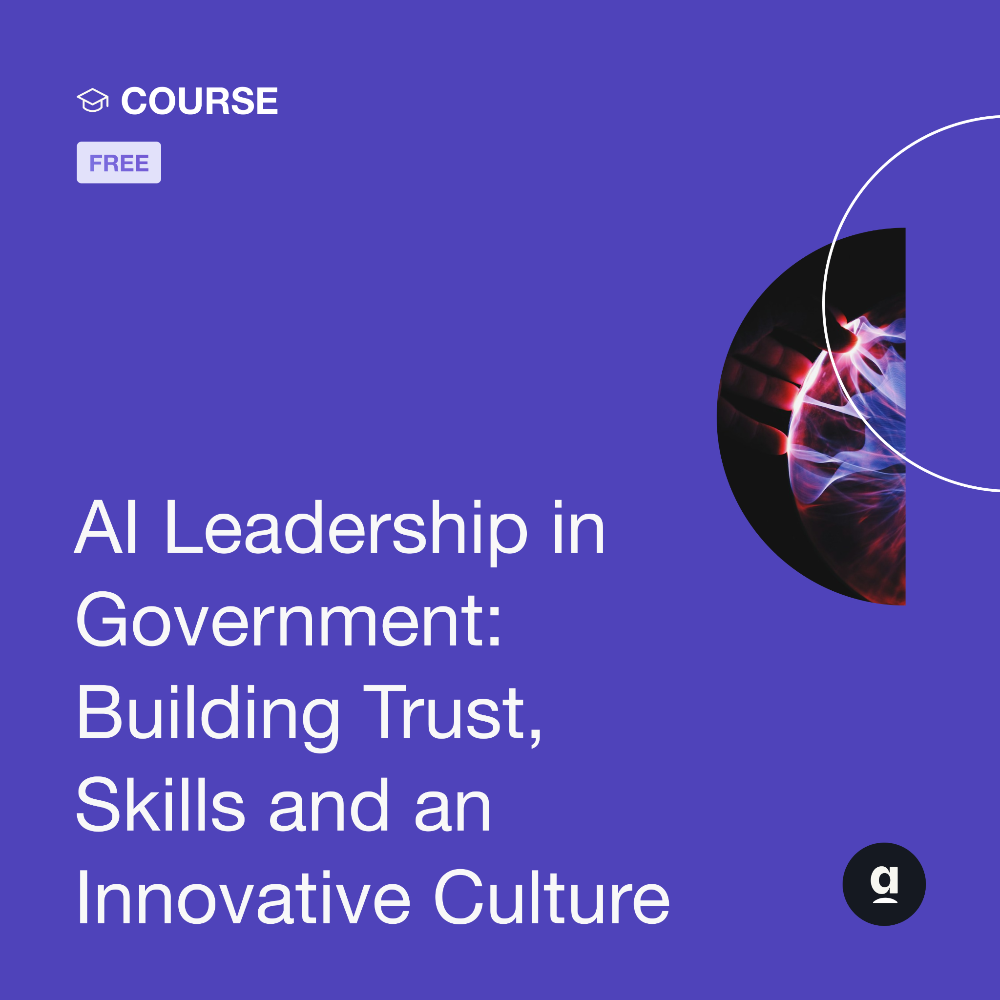 COURSE
FREE
AI Leadership in
Government:
Building Trust,
Skills and an
Innovative Culture
a